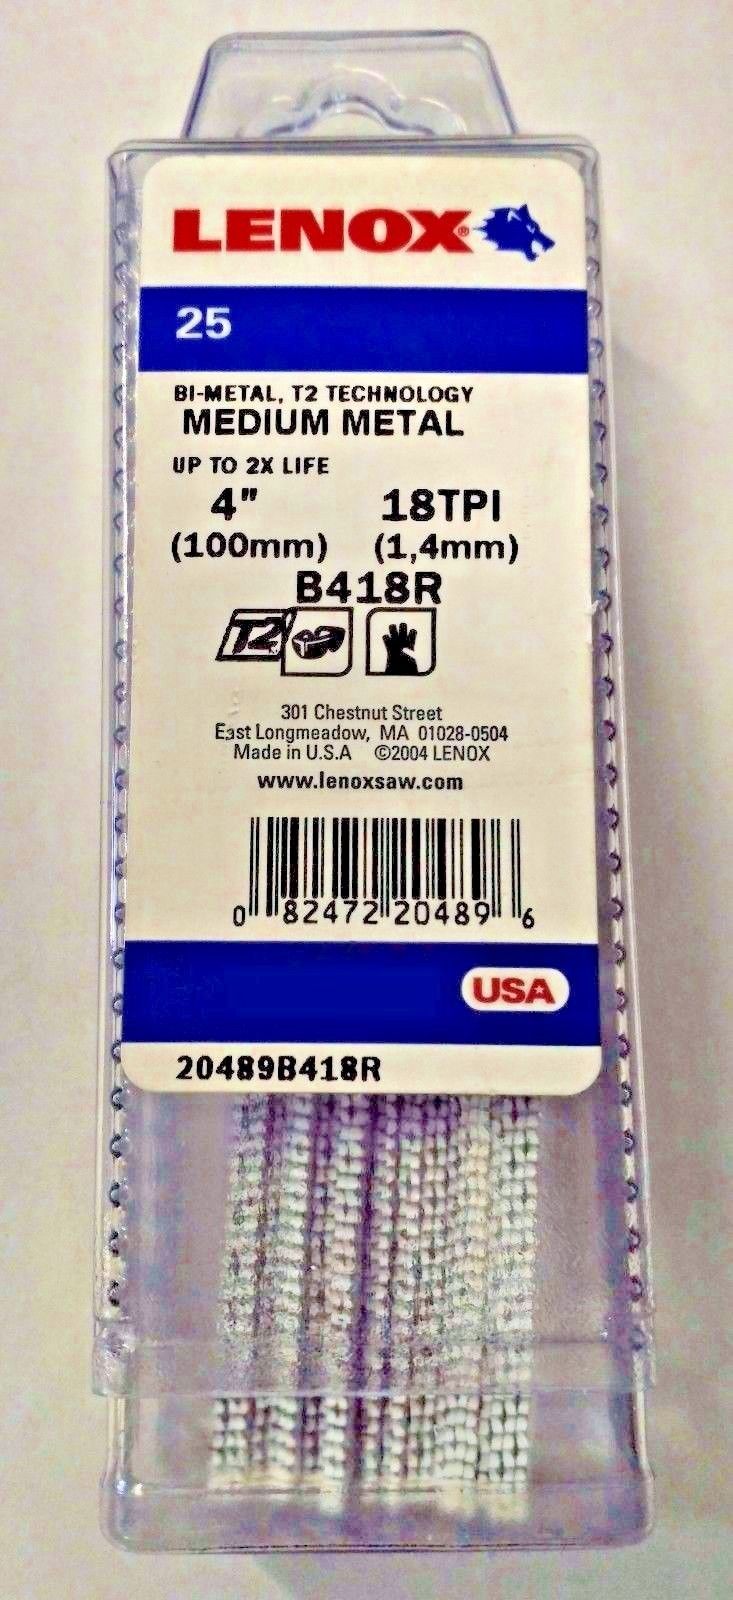 LENOX®
25
BI-METAL, T2 TECHNOLOGY
MEDIUM METAL
UP TO 2X LIFE
4" 18TPI
(100mm) (1,4mm)
B418R
T2
301 Chestnut Street
East Longmeadow, MA 01028-0504
Made in U.S.A ©2004 LENOX
www.lenoxsaw.com
0 82472 20489 6
USA
20489B418R